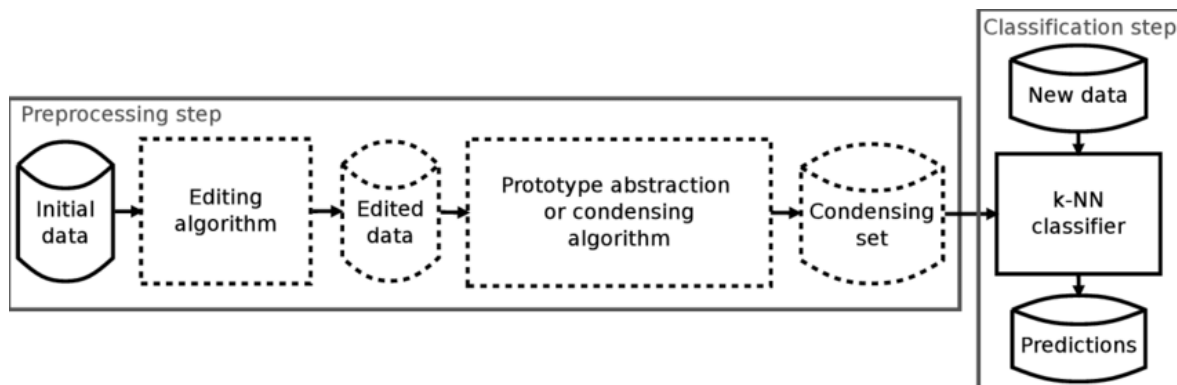 Classification step
New data
Preprocessing step
Initial
data
Editing
algorithm
Edited
data
Prototype abstraction
or condensing
algorithm
Condensing
set
k-NN
classifier
Predictions